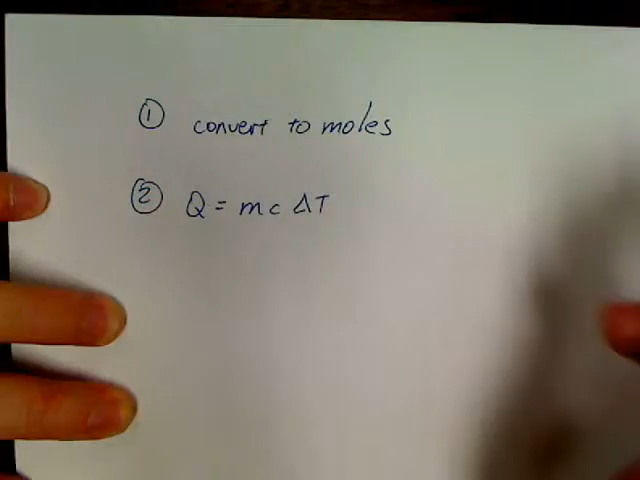 ① convert to moles
② Q = mc ΔT